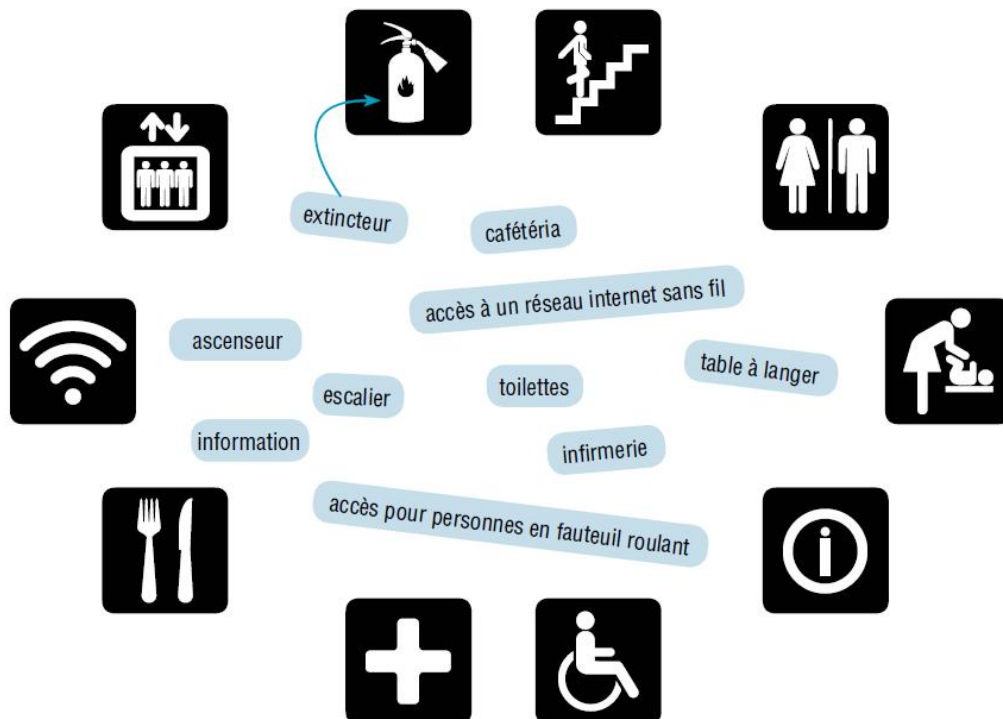 extincteur
cafétéria
accès à un réseau internet sans fil
ascenseur
table à langer
escalier
toilettes
information
infirmerie
accès pour personnes en fauteuil roulant